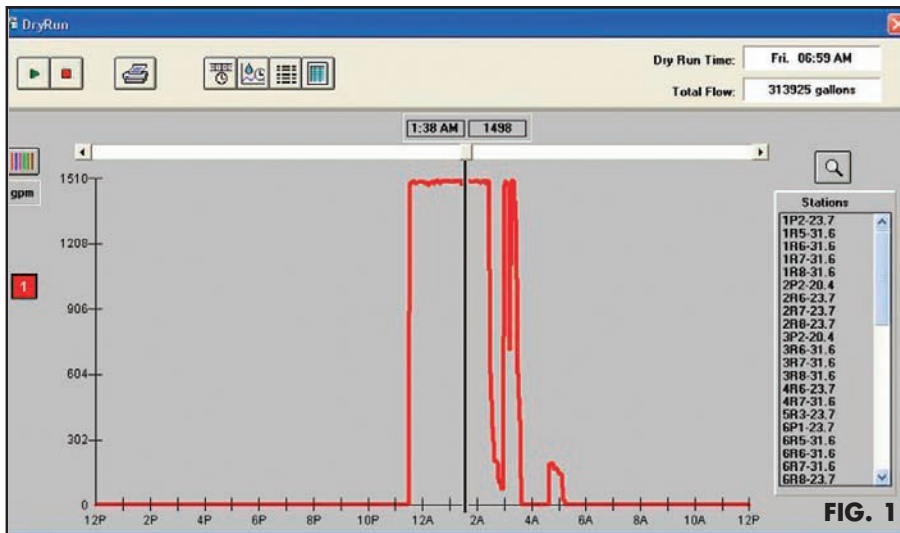 DryRun
Dry Run Time: Fri. 06:59 AM
Total Flow: 313925 gallons
1:38 AM 1498
gpm
1510
1208
906
604
302
0
1
12P 2P 4P 6P 8P 10P 12A 2A 4A 6A 8A 10A 12P
Stations
1P2-23.7
1R5-31.6
1R6-31.6
1R7-31.6
1R8-31.6
2P2-20.4
2R6-23.7
2R7-23.7
2R8-23.7
3P2-20.4
3R6-31.6
3R7-31.6
3R8-31.6
4R6-23.7
4R7-31.6
5R3-23.7
6P1-23.7
6R5-31.6
6R6-31.6
6R7-31.6
6R8-23.7
FIG. 1